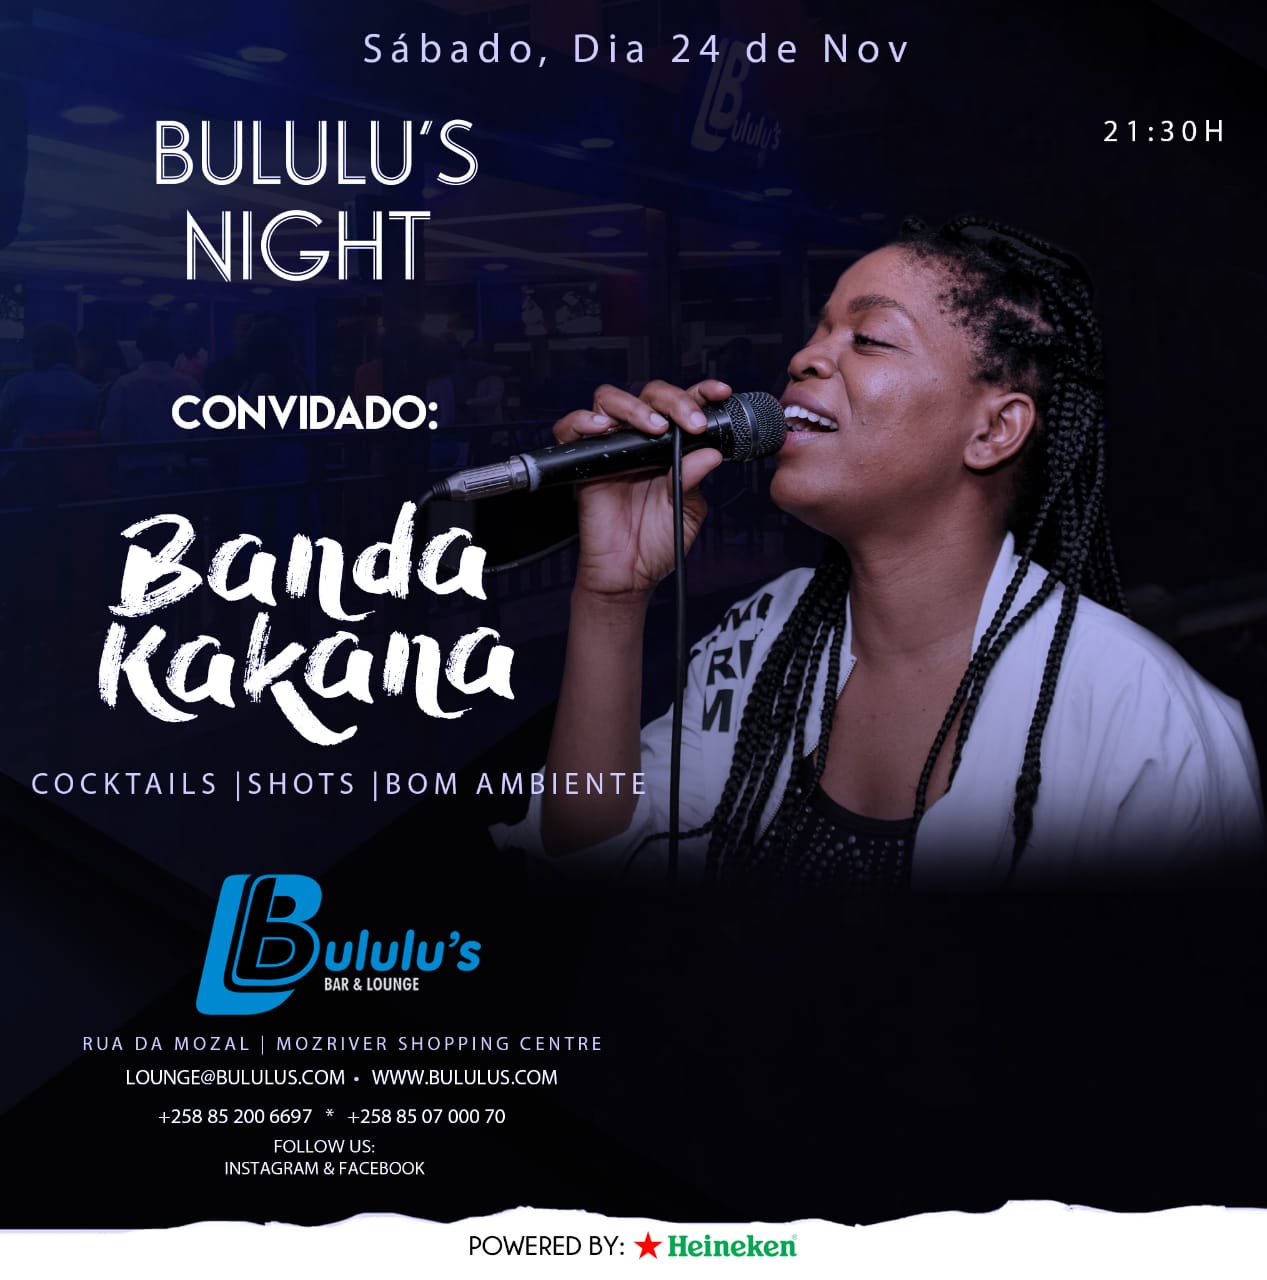 Sábado, Dia 24 de Nov
21:30H
BULULU'S
NIGHT
Bululu's
CONVIDADO:
Banda
Kakana
COCKTAILS |SHOTS |BOM AMBIENTE
Bululu's
BAR & LOUNGE
RUA DA MOZAL | MOZRIVER SHOPPING CENTRE
LOUNGE@BULULUS.COM • WWW.BULULUS.COM
+258 85 200 6697 * +258 85 07 000 70
FOLLOW US:
INSTAGRAM & FACEBOOK
POWERED BY: Heineken